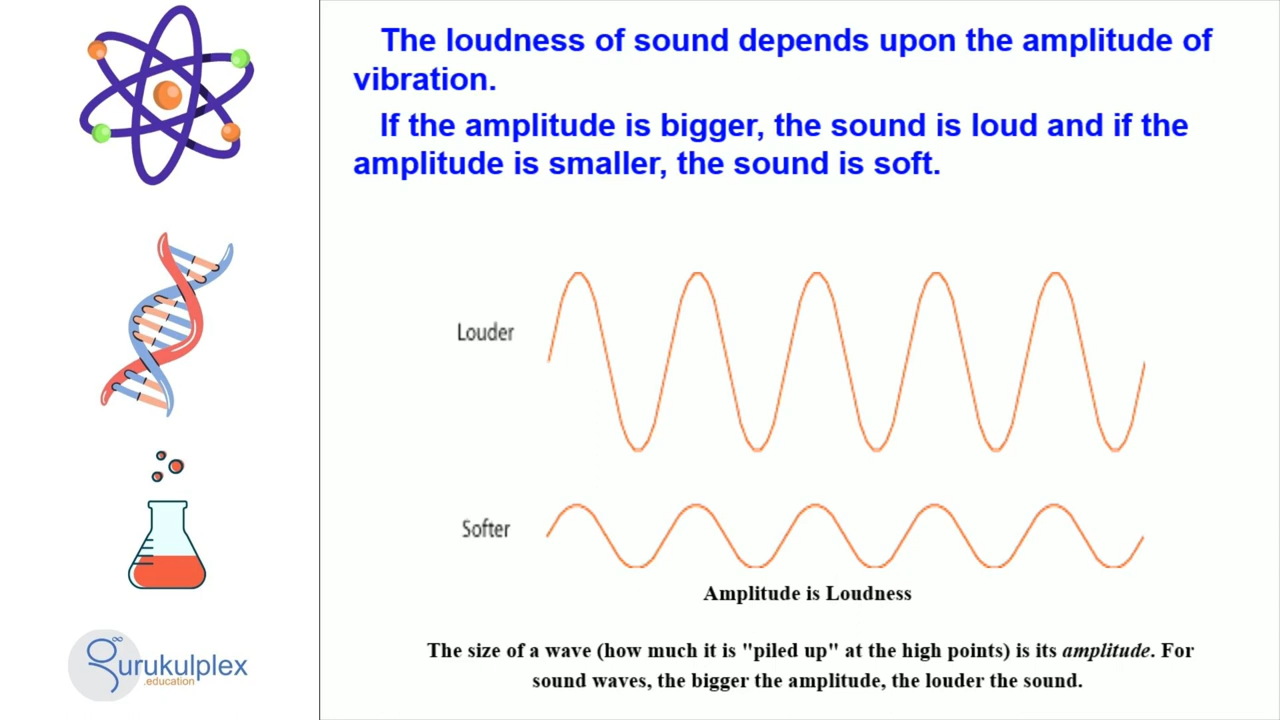 The loudness of sound depends upon the amplitude of
vibration.
If the amplitude is bigger, the sound is loud and if the
amplitude is smaller, the sound is soft.
Louder
Softer
Amplitude is Loudness
The size of a wave (how much it is "piled up" at the high points) is its amplitude. For
sound waves, the bigger the amplitude, the louder the sound.
gurukulplex
.education